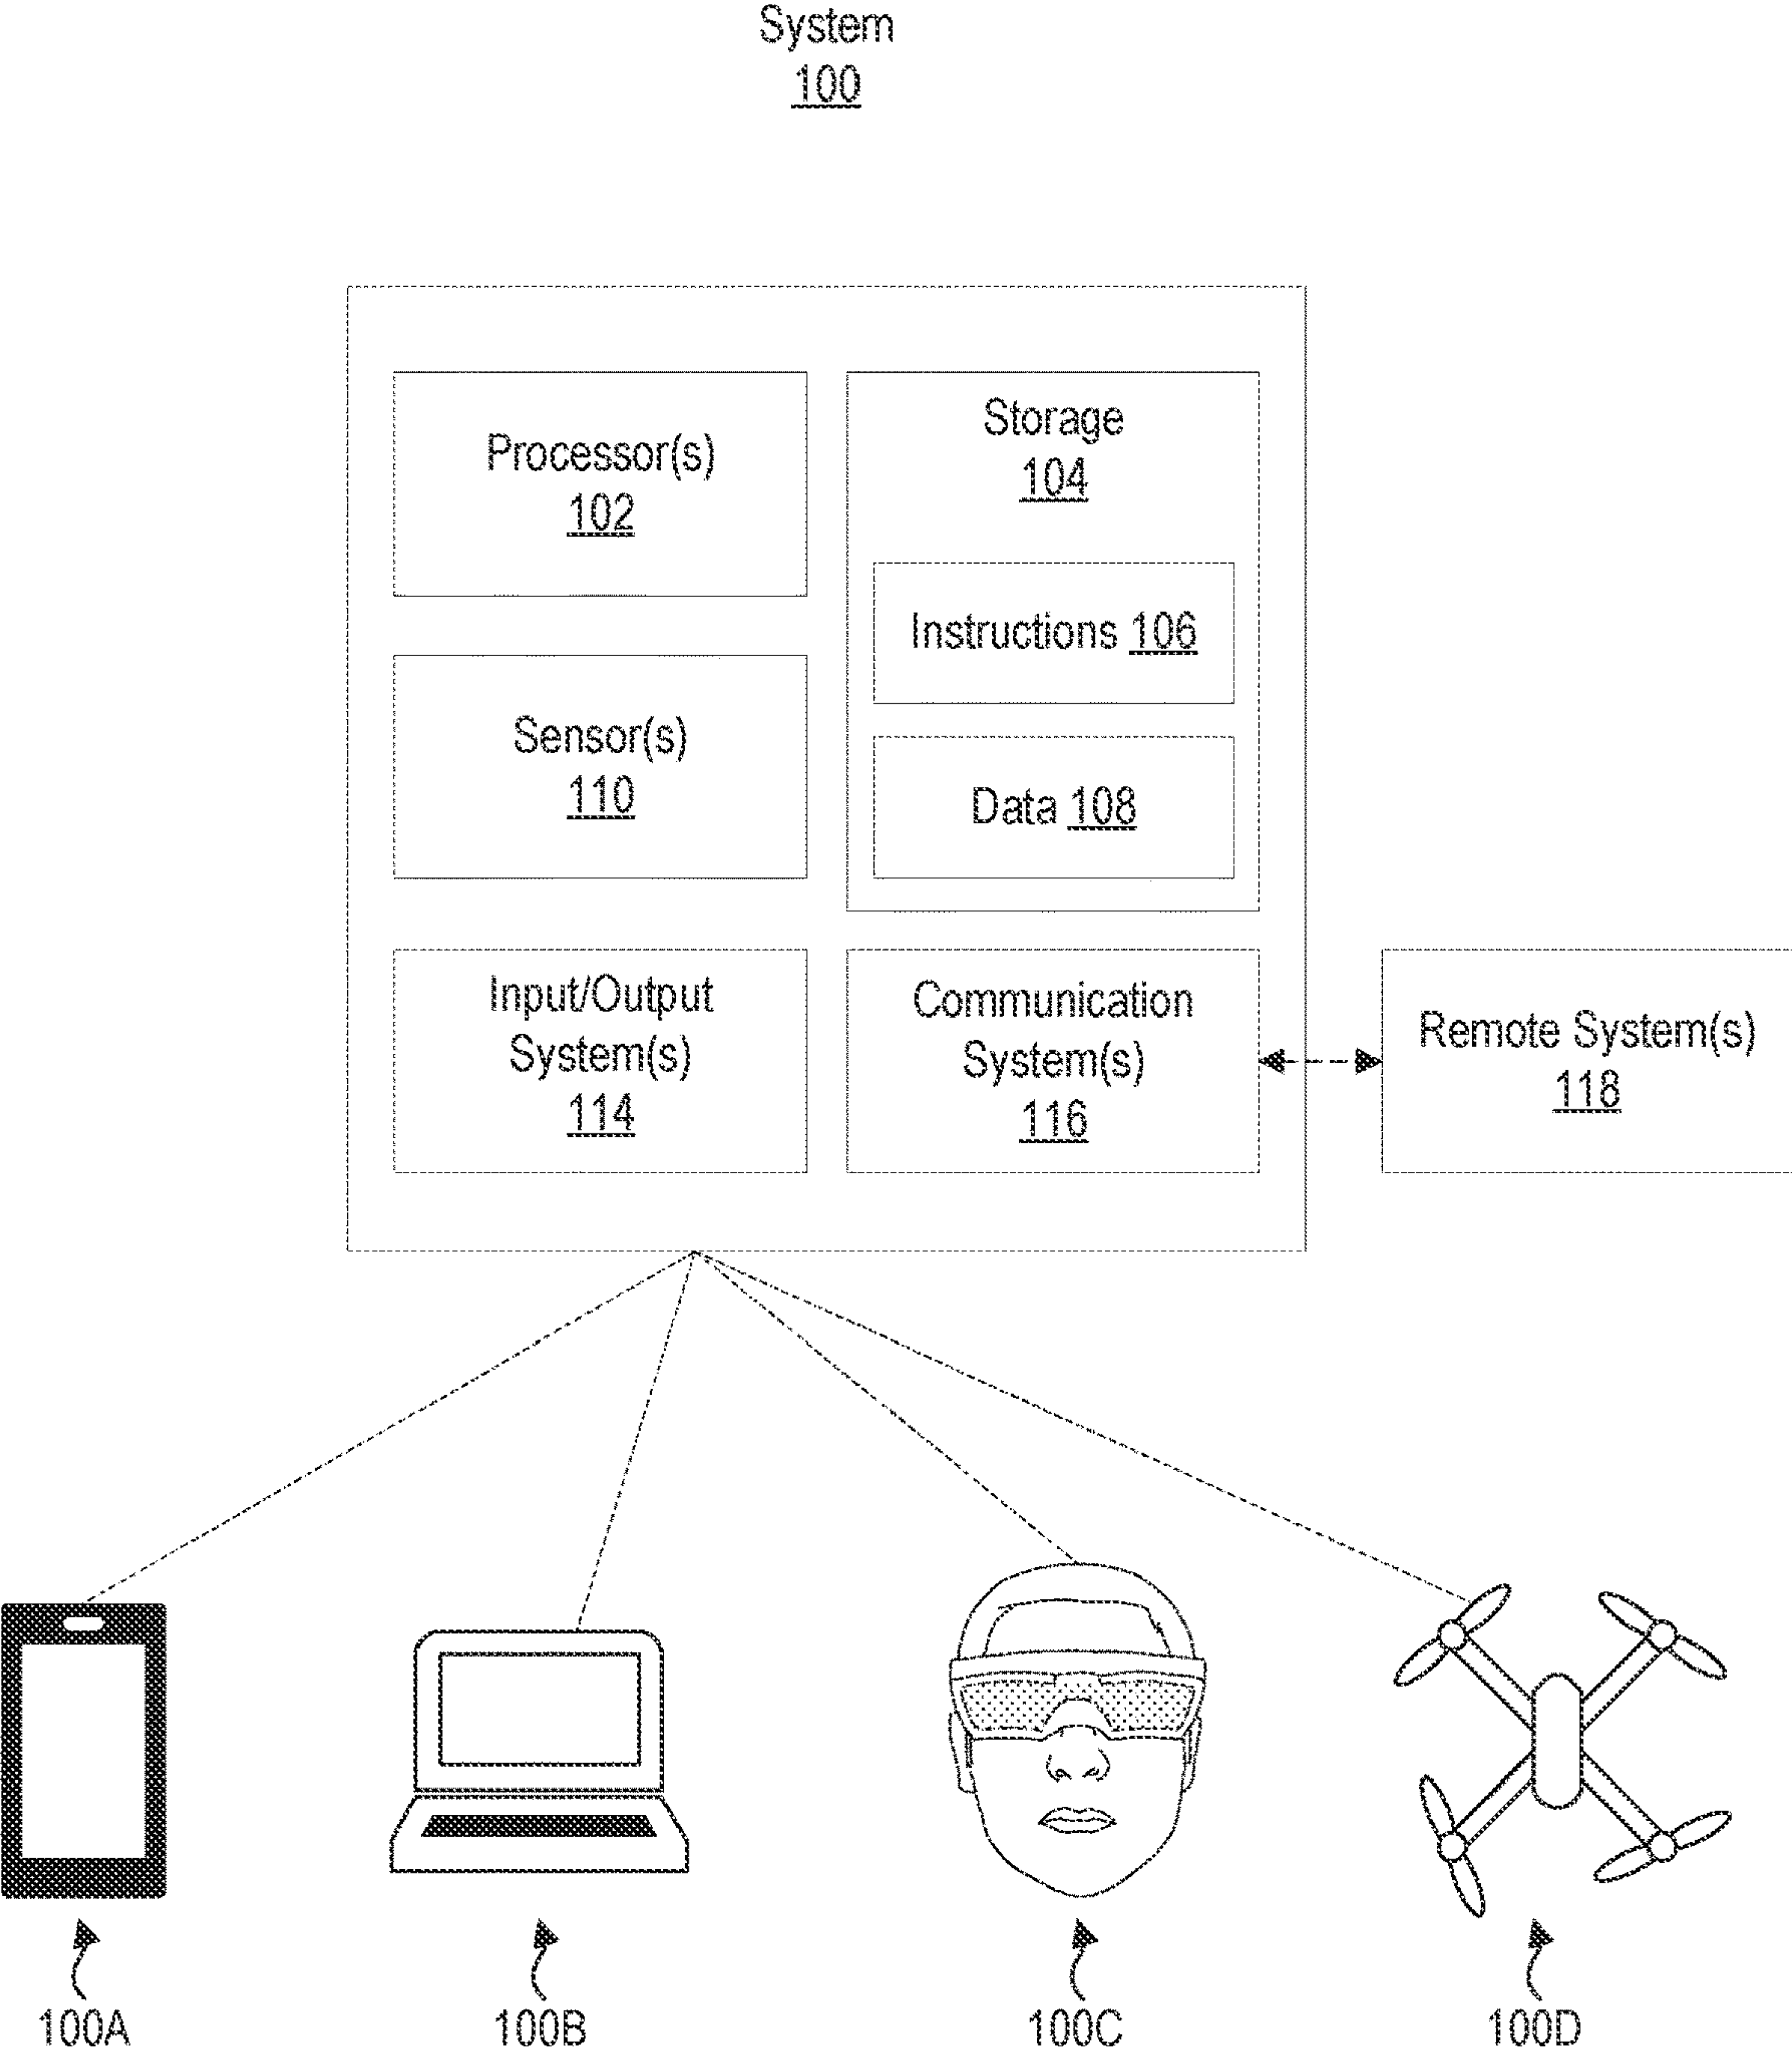 System
100
Processor(s)
102
Storage
104
Instructions 106
Sensor(s)
110
Data 108
Input/Output
System(s)
114
Communication
System(s)
116
Remote System(s)
118
100A
100B
100C
100D